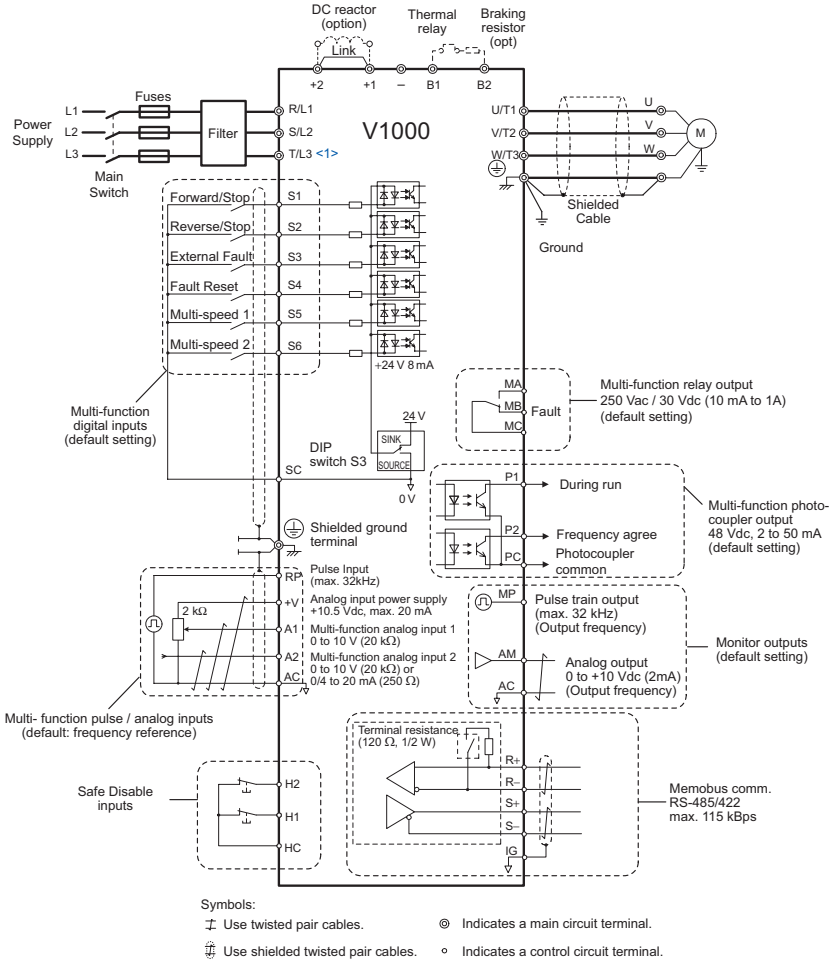 DC reactor
(option)
Thermal
relay
Braking
resistor
(opt)
Link
+2
+1
–
B1
B2
Fuses
Power
Supply
L1
L2
L3
Main
Switch
Filter
R/L1
S/L2
T/L3 <1>
V1000
U/T1
V/T2
W/T3
U
V
W
M
Shielded
Cable
Ground
Forward/Stop
S1
Reverse/Stop
S2
External Fault
S3
Fault Reset
S4
Multi-speed 1
S5
Multi-speed 2
S6
+24 V 8 mA
Multi-function
digital inputs
(default setting)
MA
MB
MC
Fault
Multi-function relay output
250 Vac / 30 Vdc (10 mA to 1A)
(default setting)
24 V
SINK
SOURCE
DIP
switch S3
0 V
SC
P1
During run
P2
Frequency agree
PC
Photocoupler
common
Multi-function photo-
coupler output
48 Vdc, 2 to 50 mA
(default setting)
Shielded ground
terminal
RP
Pulse Input
(max. 32kHz)
+V
Analog input power supply
+10.5 Vdc, max. 20 mA
2 kΩ
A1
Multi-function analog input 1
0 to 10 V (20 kΩ)
A2
Multi-function analog input 2
0 to 10 V (20 kΩ) or
0/4 to 20 mA (250 Ω)
AC
Multi- function pulse / analog inputs
(default: frequency reference)
MP
Pulse train output
(max. 32 kHz)
(Output frequency)
AM
Analog output
0 to +10 Vdc (2mA)
(Output frequency)
AC
Monitor outputs
(default setting)
Safe Disable
inputs
H2
H1
HC
Terminal resistance
(120 Ω, 1/2 W)
R+
R–
S+
S–
IG
Memobus comm.
RS-485/422
max. 115 kBps
Symbols:
Use twisted pair cables.
Indicates a main circuit terminal.
Use shielded twisted pair cables.
Indicates a control circuit terminal.